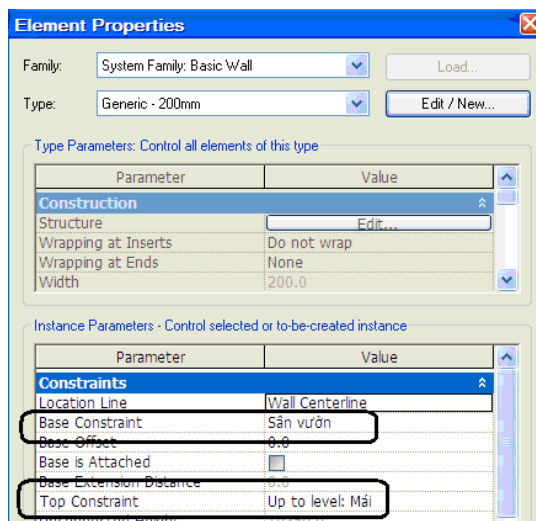 Element Properties
Family: System Family: Basic Wall Load...
Type: Generic - 200mm Edit / New...
Type Parameters: Control all elements of this type
Parameter Value
Construction
Structure Edit...
Wrapping at Inserts Do not wrap
Wrapping at Ends None
Width 200.0
Instance Parameters - Control selected or to-be-created instance
Parameter Value
Constraints
Location Line Wall Centerline
Base Constraint Sân vườn
Base Offset 0.0
Base is Attached
Base Extension Distance 0.0
Top Constraint Up to level: Mái